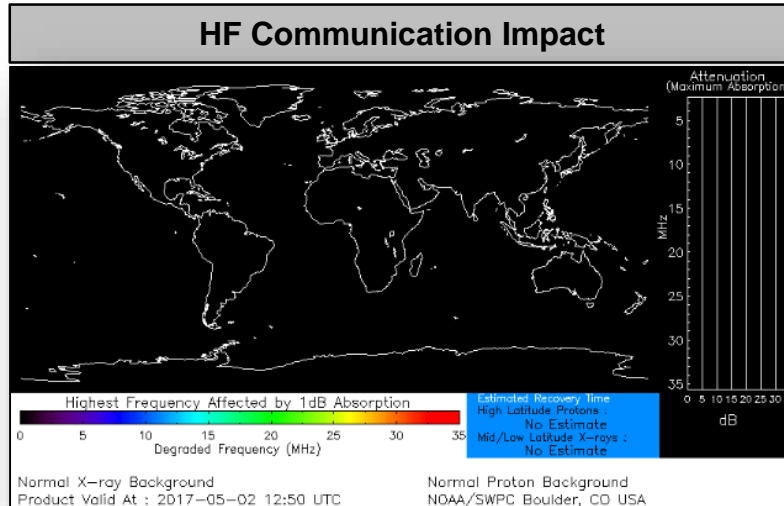 HF Communication Impact
Attenuation
(Maximum Absorption
5
10
15
20
25
30
35
MHz
0 5 10 15 20 25 30
dB
Highest Frequency Affected by 1dB Absorption
0 5 10 15 20 25 30 35
Degraded Frequency (MHz)
Estimated Recovery Time
High Latitude Protons :
No Estimate
Mid/Low Latitude X-rays :
No Estimate
Normal X-ray Background
Product Valid At : 2017-05-02 12:50 UTC
Normal Proton Background
NOAA/SWPC Boulder, CO USA